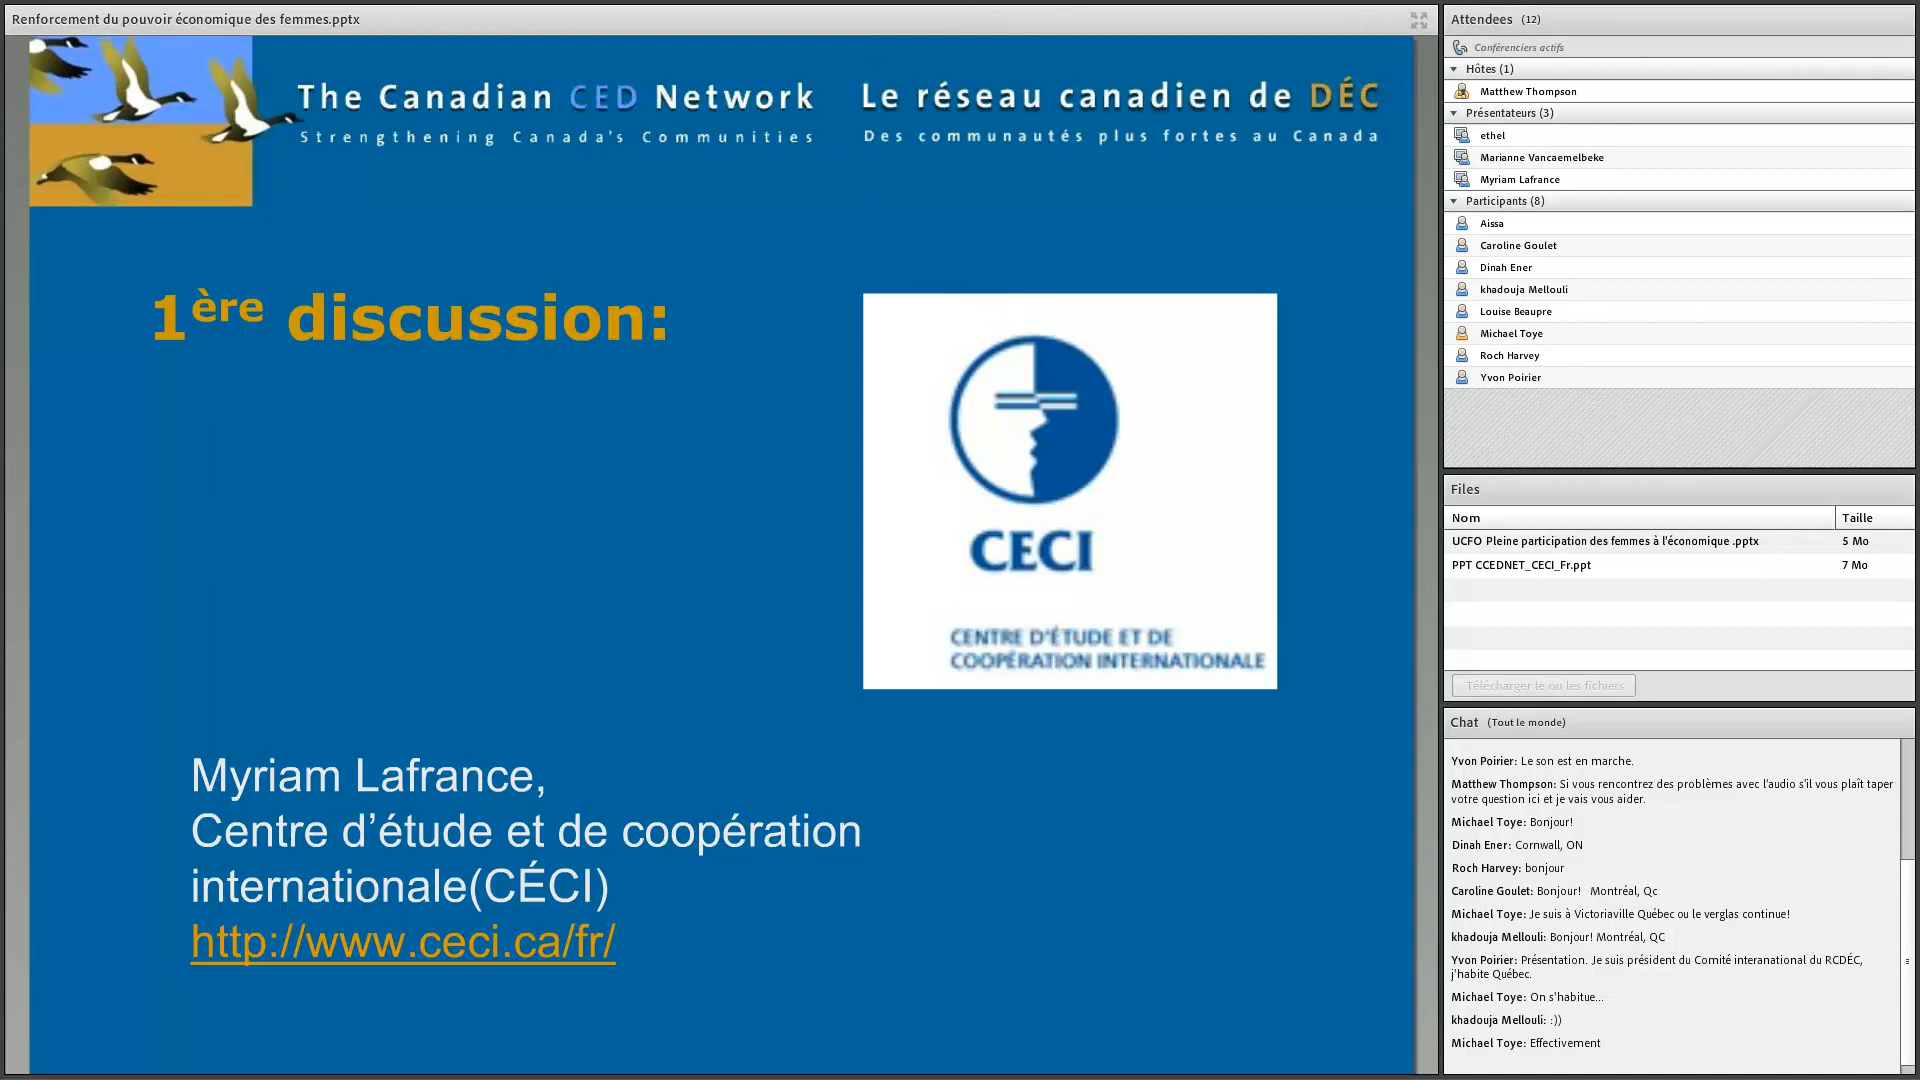 Renforcement du pouvoir économique des femmes.pptx
The Canadian CED Network
Strengthening Canada's Communities
Le réseau canadien de DÉC
Des communautés plus fortes au Canada
1ère discussion:
CECI
CENTRE D'ÉTUDE ET DE
COOPÉRATION INTERNATIONALE
Myriam Lafrance,
Centre d’étude et de coopération
internationale(CÉCI)
http://www.ceci.ca/fr/
Attendees (12)
Conférenciers actifs
Hôtes (1)
Matthew Thompson
Présentateurs (3)
ethel
Marianne Vancaemelbeke
Myriam Lafrance
Participants (8)
Aissa
Caroline Goulet
Dinah Ener
khadouja Mellouli
Louise Beaupre
Michael Toye
Roch Harvey
Yvon Poirier
Files
Nom Taille
UCFO Pleine participation des femmes à l'économique .pptx 5 Mo
PPT CCEDNET_CECI_Fr.ppt 7 Mo
Télécharger le ou les fichiers
Chat (Tout le monde)
Yvon Poirier: Le son est en marche.
Matthew Thompson: Si vous rencontrez des problèmes avec l'audio s'il vous plaît taper
votre question ici et je vais vous aider.
Michael Toye: Bonjour!
Dinah Ener: Cornwall, ON
Roch Harvey: bonjour
Caroline Goulet: Bonjour! Montréal, Qc
Michael Toye: Je suis à Victoriaville Québec ou le verglas continue!
khadouja Mellouli: Bonjour! Montréal, QC
Yvon Poirier: Présentation. Je suis président du Comité interanational du RCDÉC,
j'habite Québec.
Michael Toye: On s'habitue...
khadouja Mellouli: :))
Michael Toye: Effectivement